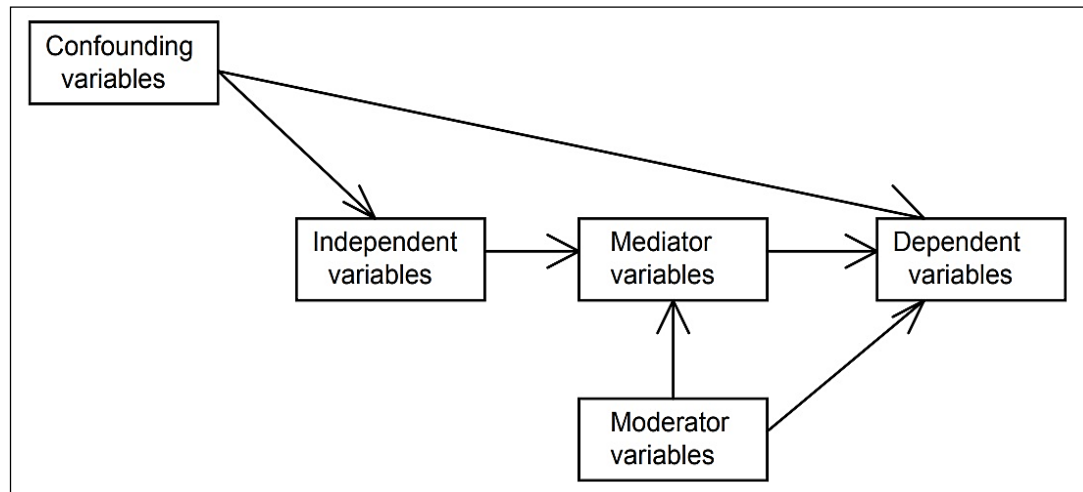 Confounding
variables
Independent
variables
Mediator
variables
Dependent
variables
Moderator
variables